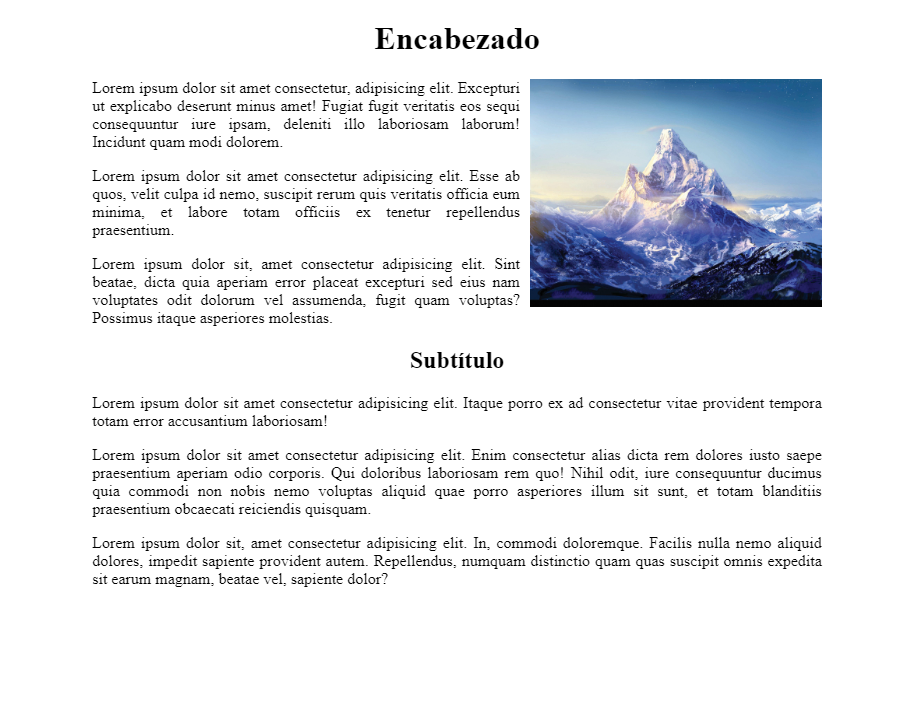 Encabezado
Lorem ipsum dolor sit amet consectetur, adipisicing elit. Excepturi
ut explicabo deserunt minus amet! Fugiat fugit veritatis eos sequi
consequuntur iure ipsam, deleniti illo laboriosam laborum!
Incidunt quam modi dolorem.
Lorem ipsum dolor sit amet consectetur adipisicing elit. Esse ab
quos, velit culpa id nemo, suscipit rerum quis veritatis officia eum
minima, et labore totam officiis ex tenetur repellendus
praesentium.
Lorem ipsum dolor sit, amet consectetur adipisicing elit. Sint
beatae, dicta quia aperiam error placeat excepturi sed eius nam
voluptates odit dolorum vel assumenda, fugit quam voluptas?
Possimus itaque asperiores molestias.
Subtítulo
Lorem ipsum dolor sit amet consectetur adipisicing elit. Itaque porro ex ad consectetur vitae provident tempora
totam error accusantium laboriosam!
Lorem ipsum dolor sit amet consectetur adipisicing elit. Enim consectetur alias dicta rem dolores iusto saepe
praesentium aperiam odio corporis. Qui doloribus laboriosam rem quo! Nihil odit, iure consequuntur ducimus
quia commodi non nobis nemo voluptas aliquid quae porro asperiores illum sit sunt, et totam blanditiis
praesentium obcaecati reiciendis quisquam.
Lorem ipsum dolor sit, amet consectetur adipisicing elit. In, commodi doloremque. Facilis nulla nemo aliquid
dolores, impedit sapiente provident autem. Repellendus, numquam distinctio quam quas suscipit omnis expedita
sit earum magnam, beatae vel, sapiente dolor?